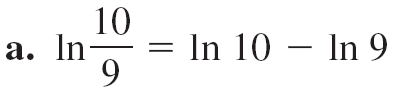 a. ln 10/9 = ln 10 − ln 9